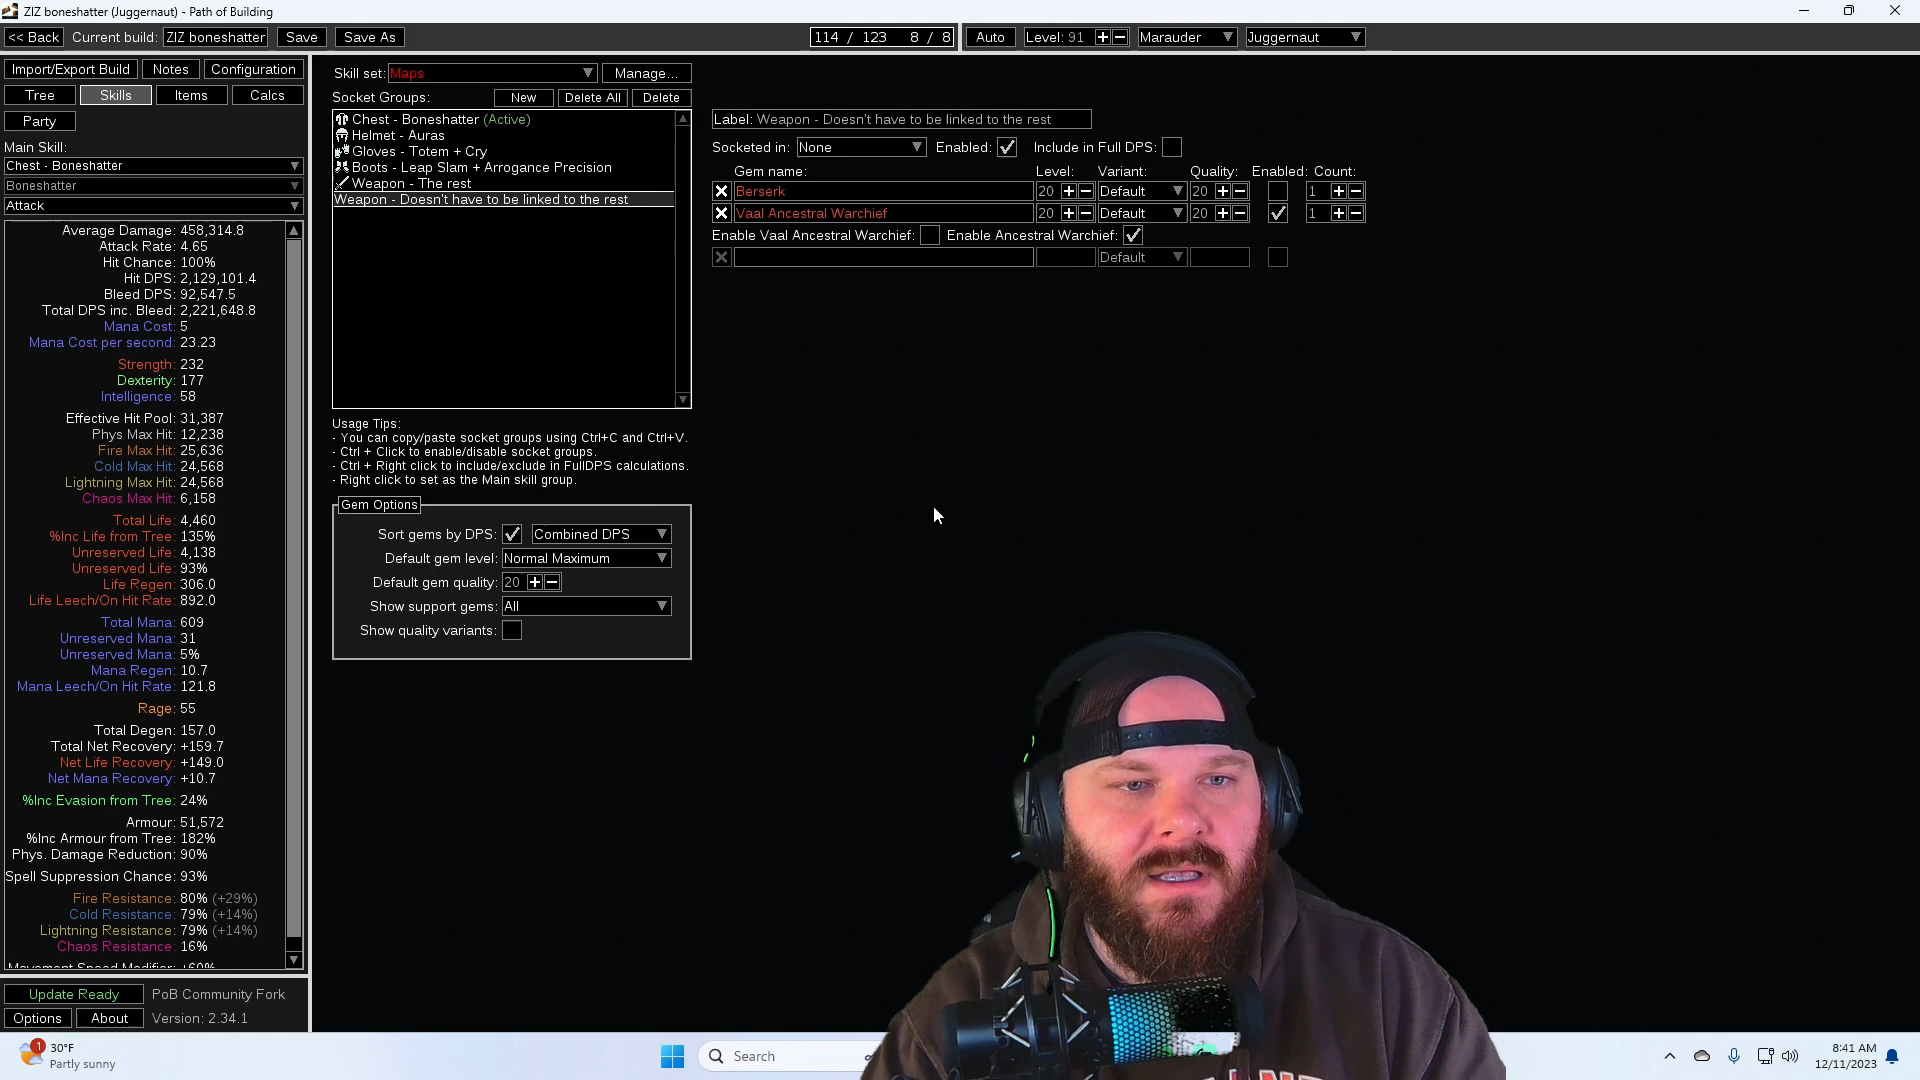 ZIZ boneshatter (Juggernaut) - Path of Building
<< Back Current build: ZIZ boneshatter Save Save As 114 / 123 8 / 8 Auto Level: 91 Marauder Juggernaut
Import/Export Build Notes Configuration
Tree Skills Items Calcs
Party
Main Skill:
Chest - Boneshatter
Boneshatter
Attack
Average Damage: 458,314.8
Attack Rate: 4.65
Hit Chance: 100%
Hit DPS: 2,129,101.4
Bleed DPS: 92,547.5
Total DPS inc. Bleed: 2,221,648.8
Mana Cost: 5
Mana Cost per second: 23.23
Strength: 232
Dexterity: 177
Intelligence: 58
Effective Hit Pool: 31,387
Phys Max Hit: 12,238
Fire Max Hit: 25,636
Cold Max Hit: 24,568
Lightning Max Hit: 24,568
Chaos Max Hit: 6,158
Total Life: 4,460
%Inc Life from Tree: 135%
Unreserved Life: 4,138
Unreserved Life: 93%
Life Regen: 306.0
Life Leech/On Hit Rate: 892.0
Total Mana: 609
Unreserved Mana: 31
Unreserved Mana: 5%
Mana Regen: 10.7
Mana Leech/On Hit Rate: 121.8
Rage: 55
Total Degen: 157.0
Total Net Recovery: +159.7
Net Life Recovery: +149.0
Net Mana Recovery: +10.7
%Inc Evasion from Tree: 24%
Armour: 51,572
%Inc Armour from Tree: 182%
Phys. Damage Reduction: 90%
Spell Suppression Chance: 93%
Fire Resistance: 80% (+29%)
Cold Resistance: 79% (+14%)
Lightning Resistance: 79% (+14%)
Chaos Resistance: 16%
Movement Speed Modifier: +60%
Update Ready PoB Community Fork
Options About Version: 2.34.1
Skill set: Maps Manage...
Socket Groups: New Delete All Delete
Chest - Boneshatter (Active)
Helmet - Auras
Gloves - Totem + Cry
Boots - Leap Slam + Arrogance Precision
Weapon - The rest
Weapon - Doesn't have to be linked to the rest
Usage Tips:
- You can copy/paste socket groups using Ctrl+C and Ctrl+V.
- Ctrl + Click to enable/disable socket groups.
- Ctrl + Right click to include/exclude in FullDPS calculations.
- Right click to set as the Main skill group.
Gem Options
Sort gems by DPS: Combined DPS
Default gem level: Normal Maximum
Default gem quality: 20
Show support gems: All
Show quality variants:
Label: Weapon - Doesn't have to be linked to the rest
Socketed in: None Enabled: Include in Full DPS:
Gem name: Level: Variant: Quality: Enabled: Count:
Berserk 20 Default 20 1
Vaal Ancestral Warchief 20 Default 20 1
Enable Vaal Ancestral Warchief: Enable Ancestral Warchief:
Default
1
30°F
Partly sunny
Search
8:41 AM
12/11/2023